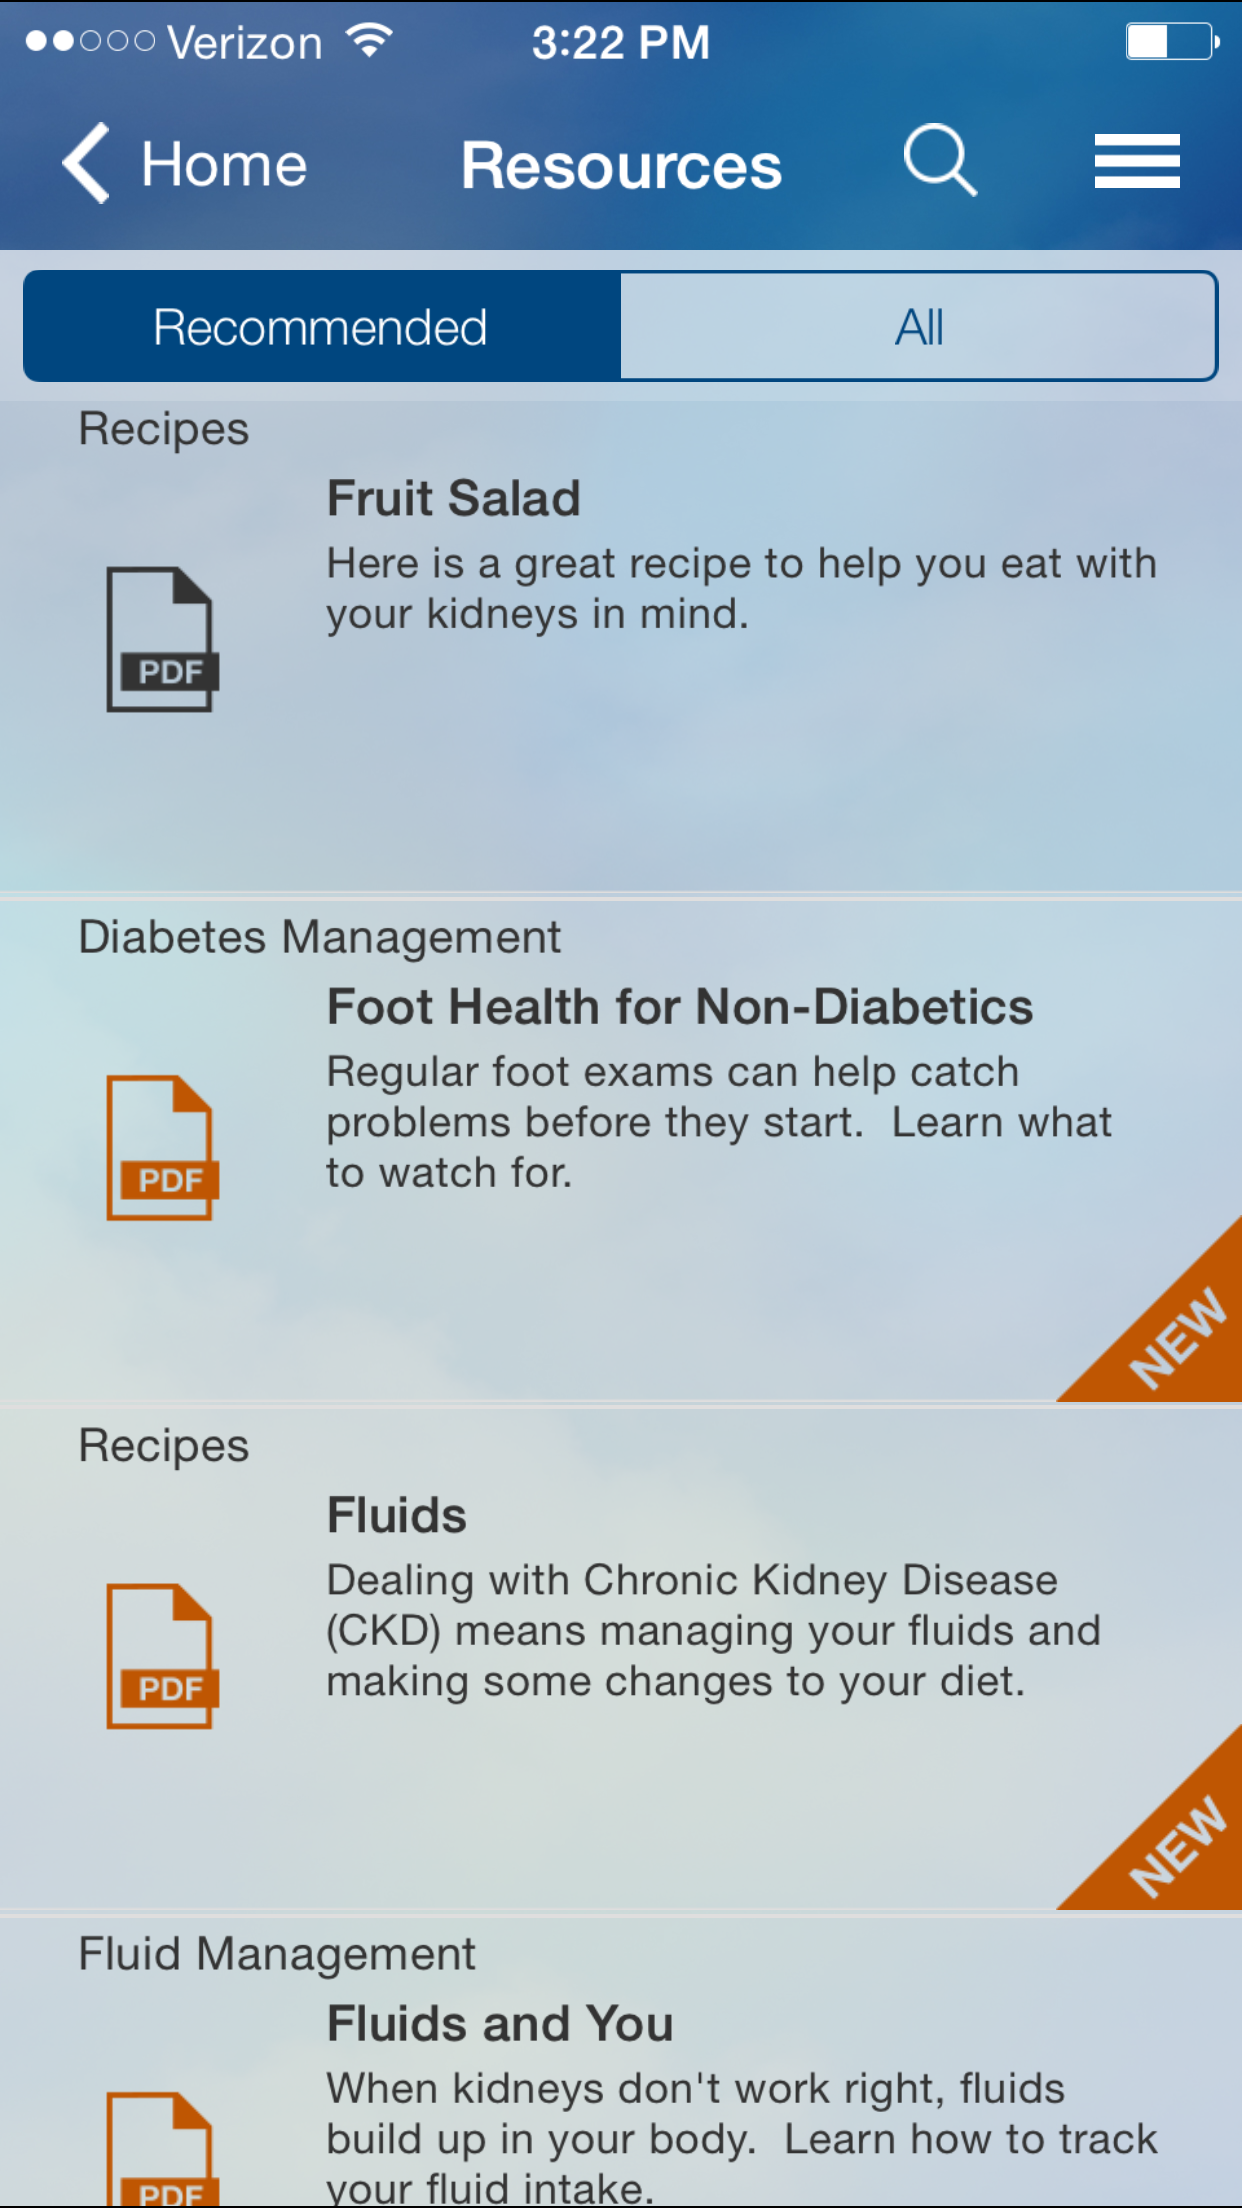 Verizon 3:22 PM
Home Resources
Recommended All
Recipes
Fruit Salad
Here is a great recipe to help you eat with
your kidneys in mind.
PDF
Diabetes Management
Foot Health for Non-Diabetics
Regular foot exams can help catch
problems before they start.  Learn what
to watch for.
PDF
NEW
Recipes
Fluids
Dealing with Chronic Kidney Disease
(CKD) means managing your fluids and
making some changes to your diet.
PDF
NEW
Fluid Management
Fluids and You
When kidneys don't work right, fluids
build up in your body.  Learn how to track
your fluid intake.
PDF